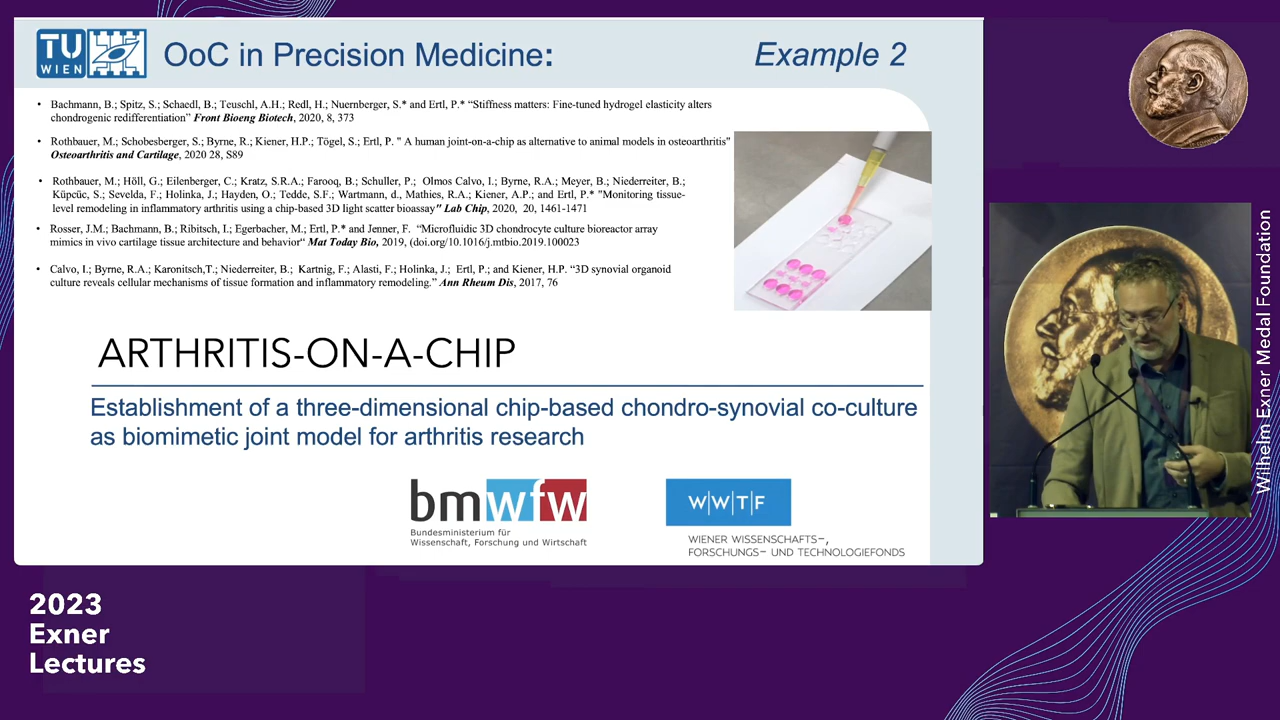 TU
WIEN
OoC in Precision Medicine:
Example 2
• Bachmann, B.; Spitz, S.; Schaedl, B.; Teuschl, A.H.; Redl, H.; Nuernberger, S.* and Ertl, P.* “Stiffness matters: Fine-tuned hydrogel elasticity alters
chondrogenic redifferentiation” Front Bioeng Biotech, 2020, 8, 373
• Rothbauer, M.; Schobesberger, S.; Byrne, R.; Kiener, H.P.; Tögel, S.; Ertl, P. " A human joint-on-a-chip as alternative to animal models in osteoarthritis"
Osteoarthritis and Cartilage, 2020 28, S89
• Rothbauer, M.; Höll, G.; Eilenberger, C.; Kratz, S.R.A.; Farooq, B.; Schuller, P.; Olmos Calvo, I.; Byrne, R.A.; Meyer, B.; Niederreiter, B.;
Küpcüe, S.; Sevelda, F.; Holinka, J.; Hayden, O.; Tedde, S.F.; Wartmann, d., Mathies, R.A.; Kiener, A.P.; and Ertl, P.* "Monitoring tissue-
level remodeling in inflammatory arthritis using a chip-based 3D light scatter bioassay" Lab Chip, 2020, 20, 1461-1471
• Rosser, J.M.; Bachmann, B.; Ribitsch, I.; Egerbacher, M.; Ertl, P.* and Jenner, F. “Microfluidic 3D chondrocyte culture bioreactor array
mimics in vivo cartilage tissue architecture and behavior“ Mat Today Bio, 2019, (doi.org/10.1016/j.mtbio.2019.100023
• Calvo, I.; Byrne, R.A.; Karonitsch,T.; Niederreiter, B.; Kartnig, F.; Alasti, F.; Holinka, J.; Ertl, P.; and Kiener, H.P. “3D synovial organoid
culture reveals cellular mechanisms of tissue formation and inflammatory remodeling.” Ann Rheum Dis, 2017, 76
ARTHRITIS-ON-A-CHIP
Establishment of a three-dimensional chip-based chondro-synovial co-culture
as biomimetic joint model for arthritis research
bmwfw
Bundesministerium für
Wissenschaft, Forschung und Wirtschaft
W|W|T|F
WIENER WISSENSCHAFTS–,
FORSCHUNGS– UND TECHNOLOGIEFONDS
Wilhelm Exner Medal Foundation
2023
Exner
Lectures